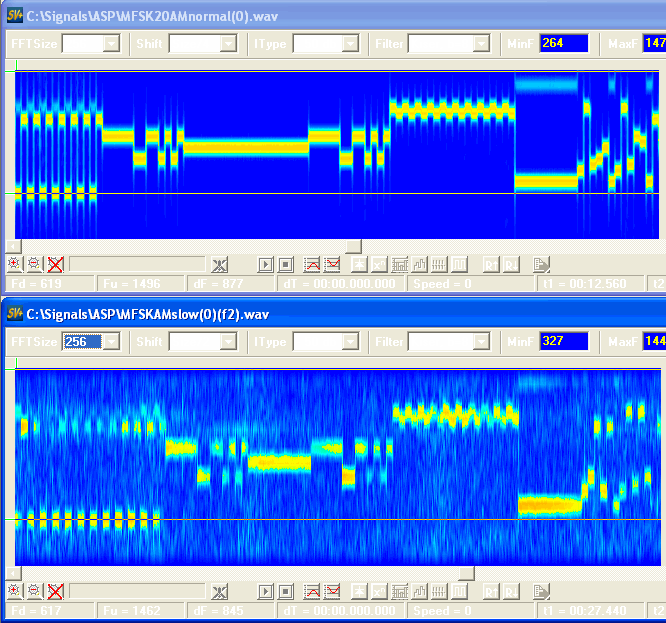 SV+ C:\Signals\ASP\MFSK20AMnormal(0).wav
FFTSize Shift IType Filter MinF 264 MaxF 147
Fd = 619 Fu = 1496 dF = 877 dT = 00:00.000.000 Speed = 0 t1 = 00:12.560 t2
SV+ C:\Signals\ASP\MFSKAMslow(0)(f2).wav
FFTSize 256 Shift IType Filter MinF 327 MaxF 144
Fd = 617 Fu = 1462 dF = 845 dT = 00:00.000.000 Speed = 0 t1 = 00:27.440 t2